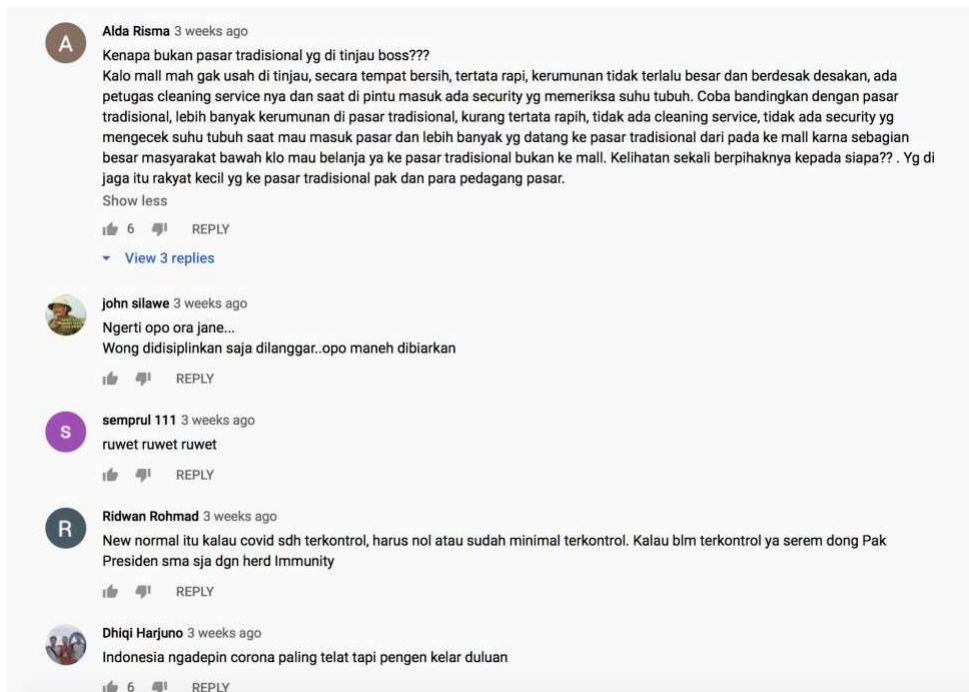 A
Alda Risma 3 weeks ago
Kenapa bukan pasar tradisional yg di tinjau boss???
Kalo mall mah gak usah di tinjau, secara tempat bersih, tertata rapi, kerumunan tidak terlalu besar dan berdesak desakan, ada
petugas cleaning service nya dan saat di pintu masuk ada security yg memeriksa suhu tubuh. Coba bandingkan dengan pasar
tradisional, lebih banyak kerumunan di pasar tradisional, kurang tertata rapih, tidak ada cleaning service, tidak ada security yg
mengecek suhu tubuh saat mau masuk pasar dan lebih banyak yg datang ke pasar tradisional dari pada ke mall karna sebagian
besar masyarakat bawah klo mau belanja ya ke pasar tradisional bukan ke mall. Kelihatan sekali berpihaknya kepada siapa?? . Yg di
jaga itu rakyat kecil yg ke pasar tradisional pak dan para pedagang pasar.
Show less
6 REPLY
View 3 replies
john silawe 3 weeks ago
Ngerti opo ora jane...
Wong didisiplinkan saja dilanggar..opo maneh dibiarkan
REPLY
S
semprul 111 3 weeks ago
ruwet ruwet ruwet
REPLY
R
Ridwan Rohmad 3 weeks ago
New normal itu kalau covid sdh terkontrol, harus nol atau sudah minimal terkontrol. Kalau blm terkontrol ya serem dong Pak
Presiden sma sja dgn herd Immunity
REPLY
Dhiqi Harjuno 3 weeks ago
Indonesia ngadepin corona paling telat tapi pengen kelar duluan
6 REPLY